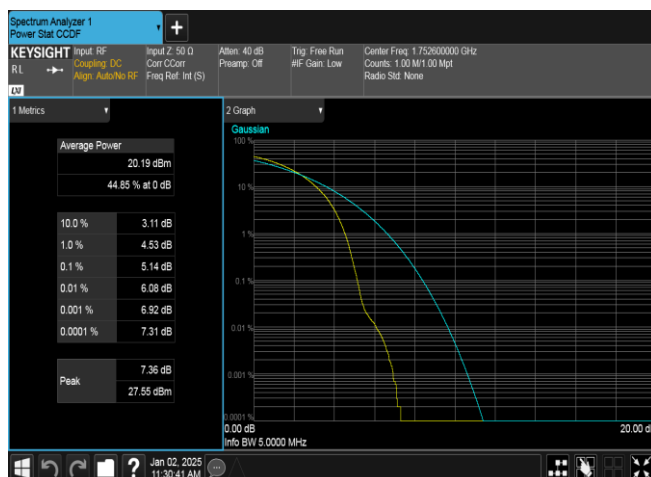 Spectrum Analyzer 1
Power Stat CCDF
+
KEYSIGHT
RL
LXI
Input: RF
Coupling: DC
Align: Auto/No RF
Input Z: 50 Ω
Corr CCorr
Freq Ref: Int (S)
Atten: 40 dB
Preamp: Off
Trig: Free Run
#IF Gain: Low
Center Freq: 1.752600000 GHz
Counts: 1.00 M/1.00 Mpt
Radio Std: None
1 Metrics
Average Power
20.19 dBm
44.85 % at 0 dB
10.0 % 3.11 dB
1.0 % 4.53 dB
0.1 % 5.14 dB
0.01 % 6.08 dB
0.001 % 6.92 dB
0.0001 % 7.31 dB
Peak
7.36 dB
27.55 dBm
2 Graph
Gaussian
100 %
10 %
1 %
0.1 %
0.01 %
0.001 %
0.0001 %
0.00 dB
20.00 d
Info BW 5.0000 MHz
?
Jan 02, 2025
11:30:41 AM